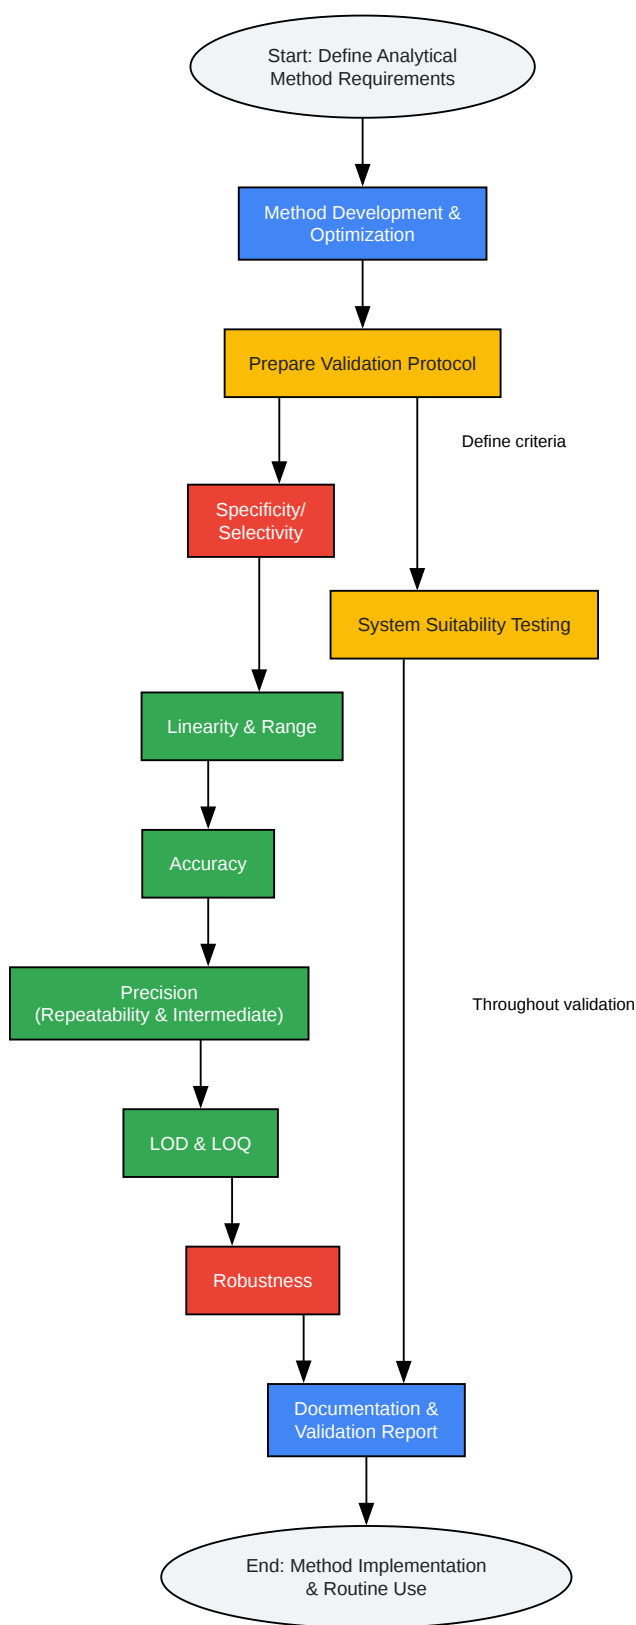 Start: Define Analytical
Method Requirements
Method Development &
Optimization
Prepare Validation Protocol
Define criteria
Specificity/
Selectivity
System Suitability Testing
Linearity & Range
Accuracy
Precision
(Repeatability & Intermediate)
Throughout validation
LOD & LOQ
Robustness
Documentation &
Validation Report
End: Method Implementation
& Routine Use